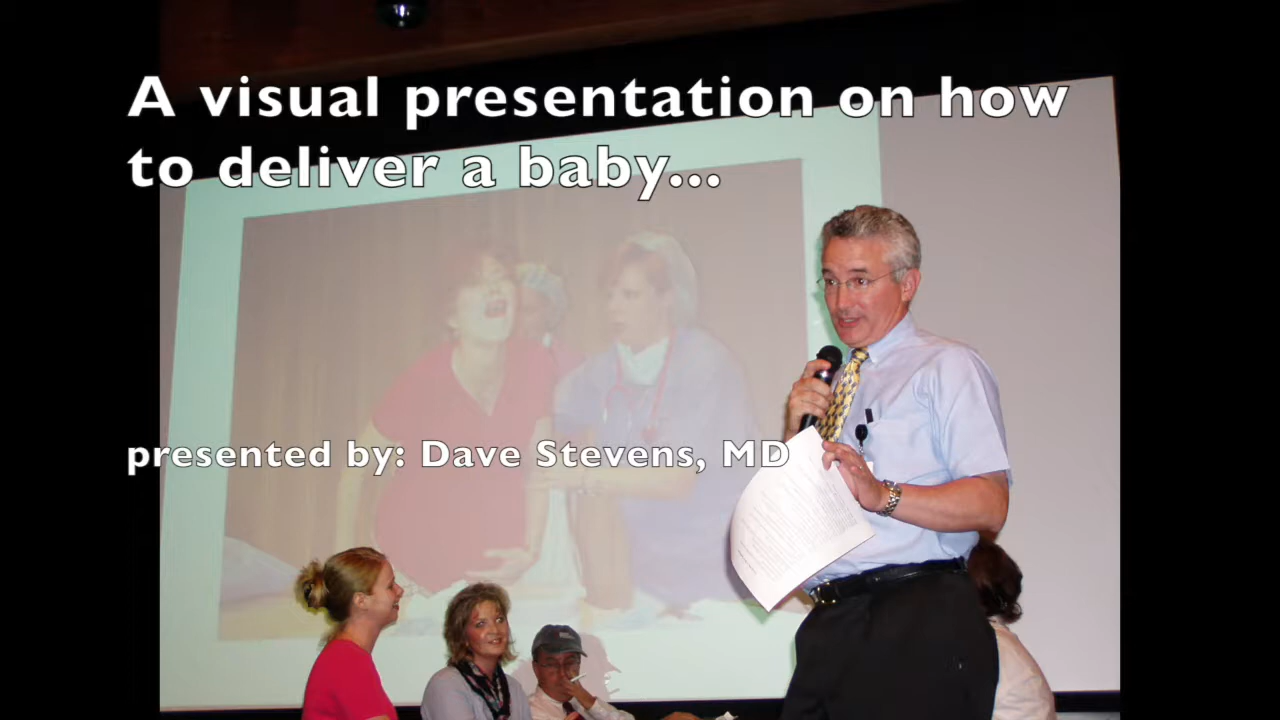 A visual presentation on how
to deliver a baby...
presented by: Dave Stevens, MD